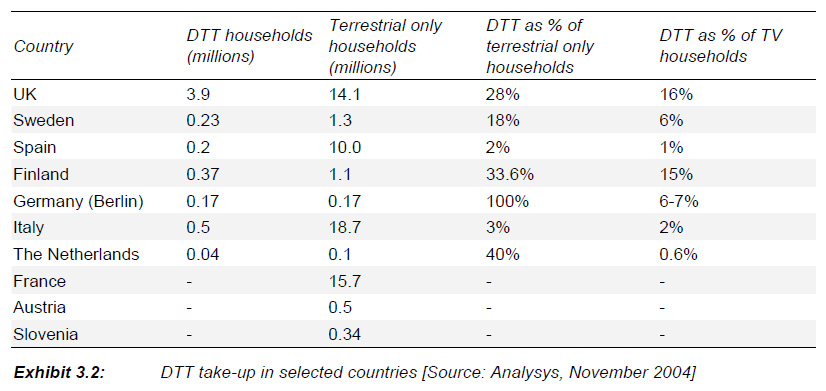 Country DTT households (millions) Terrestrial only households (millions) DTT as % of terrestrial only households DTT as % of TV households
UK 3.9 14.1 28% 16%
Sweden 0.23 1.3 18% 6%
Spain 0.2 10.0 2% 1%
Finland 0.37 1.1 33.6% 15%
Germany (Berlin) 0.17 0.17 100% 6-7%
Italy 0.5 18.7 3% 2%
The Netherlands 0.04 0.1 40% 0.6%
France - 15.7 - -
Austria - 0.5 - -
Slovenia - 0.34 - -
Exhibit 3.2: DTT take-up in selected countries [Source: Analysys, November 2004]